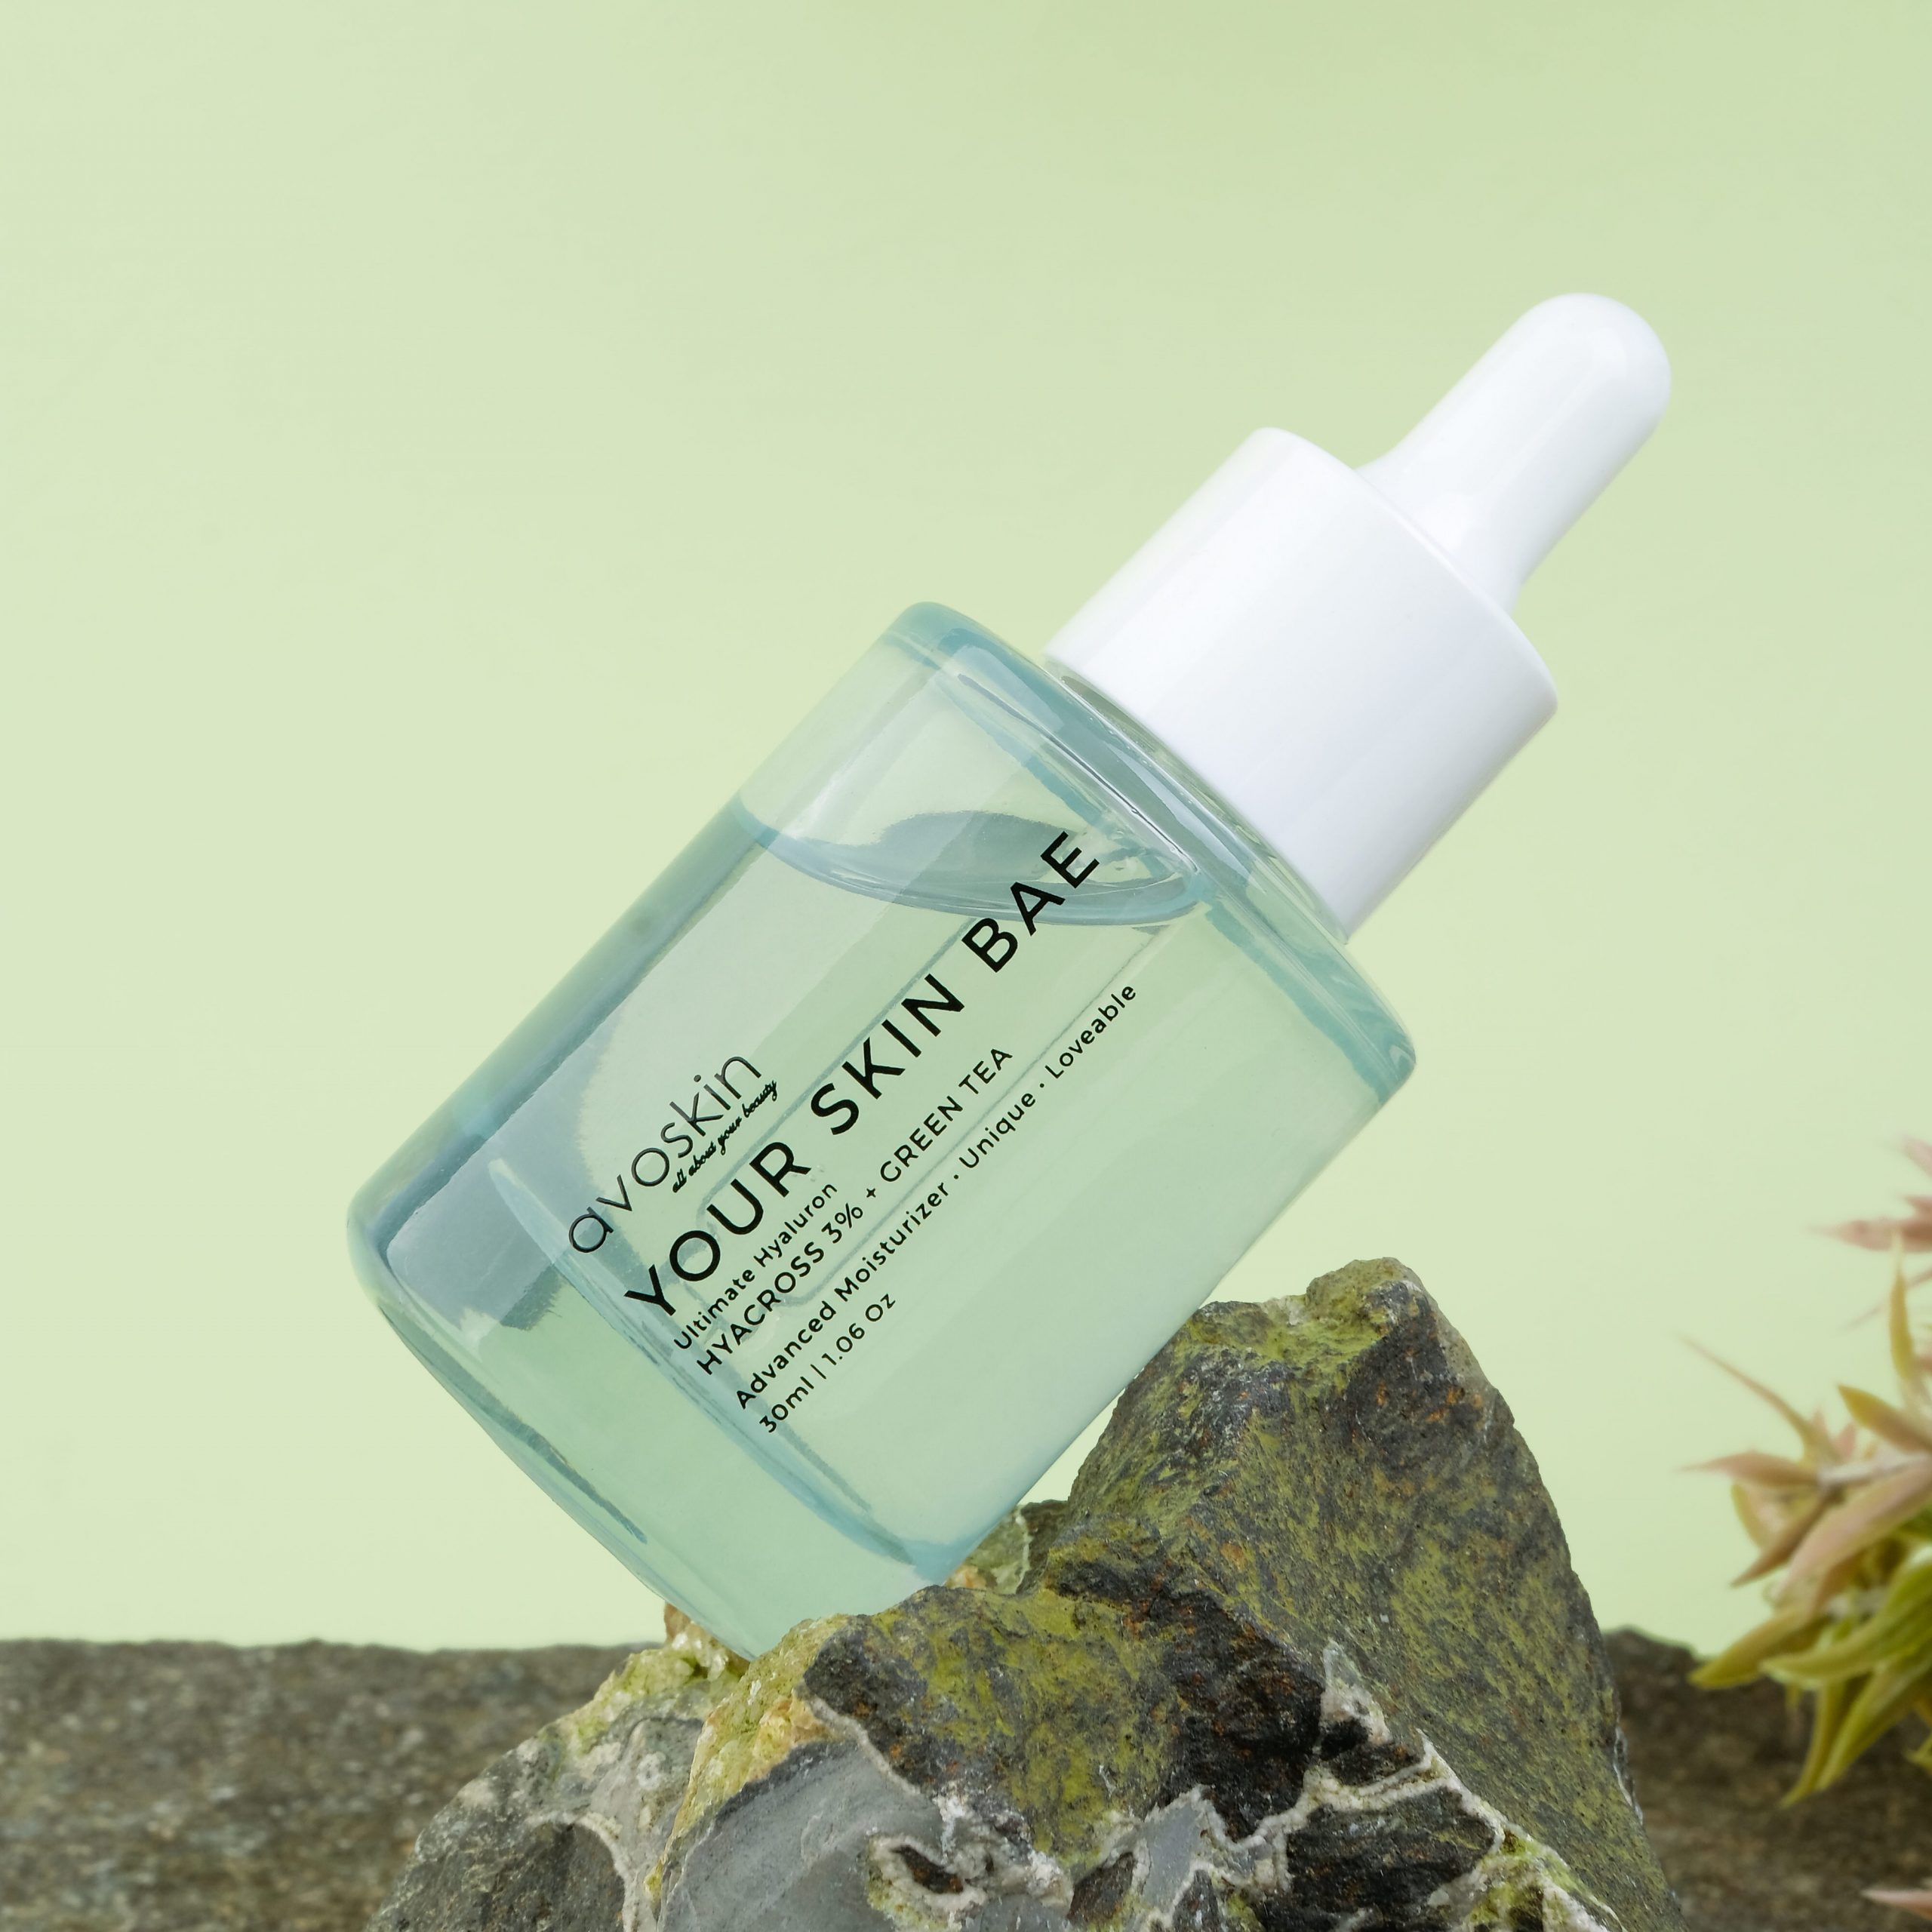 avoskin
all about your beauty
YOUR SKIN BAE
Ultimate Hyaluron
HYACROSS 3% + GREEN TEA
Advanced Moisturizer • Unique • Loveable
30ml | 1.06 Oz